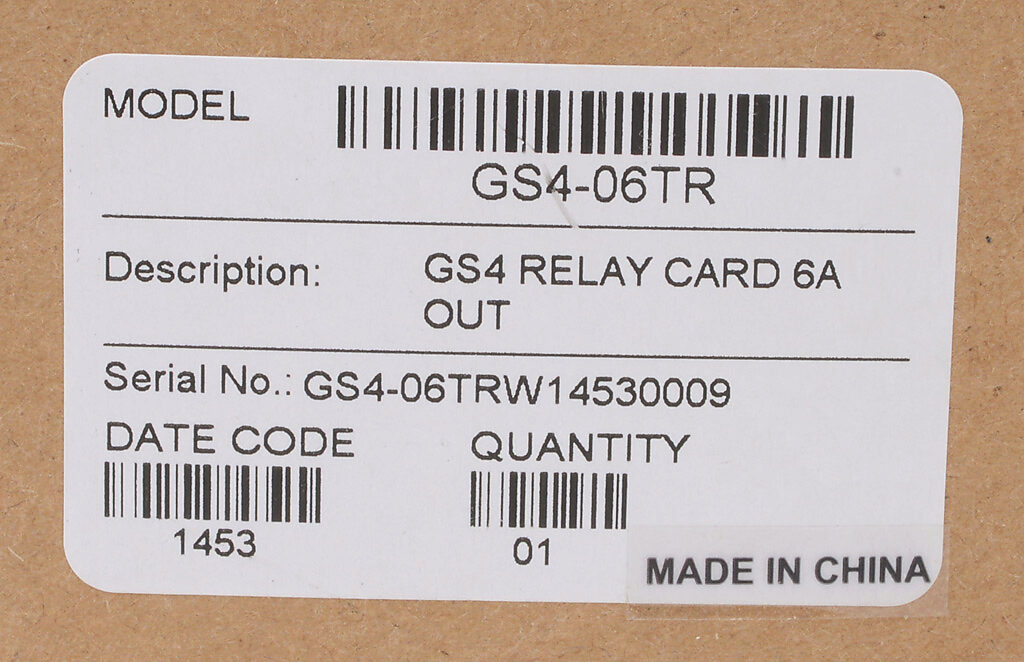 MODEL
GS4-06TR
Description: GS4 RELAY CARD 6A
OUT
Serial No.: GS4-06TRW14530009
DATE CODE QUANTITY
1453 01
MADE IN CHINA